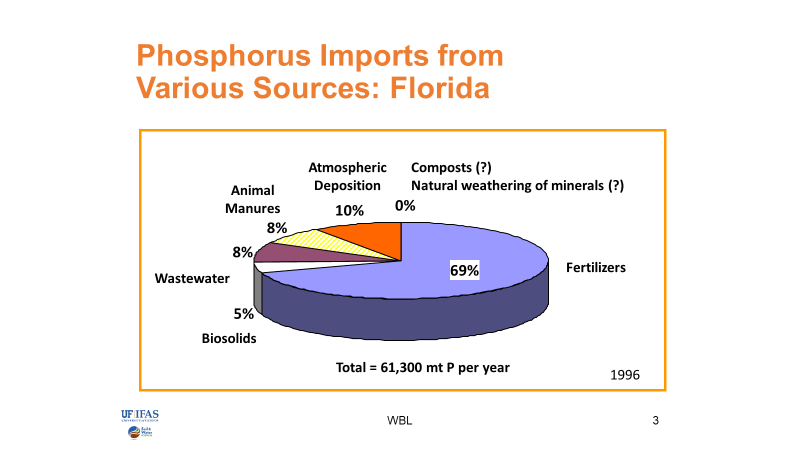 Phosphorus Imports from
Various Sources: Florida
Atmospheric
Deposition
10%
Composts (?)
Natural weathering of minerals (?)
0%
Animal
Manures
8%
8%
Wastewater
5%
Biosolids
69%
Fertilizers
Total = 61,300 mt P per year
1996
UF|IFAS
WBL
3